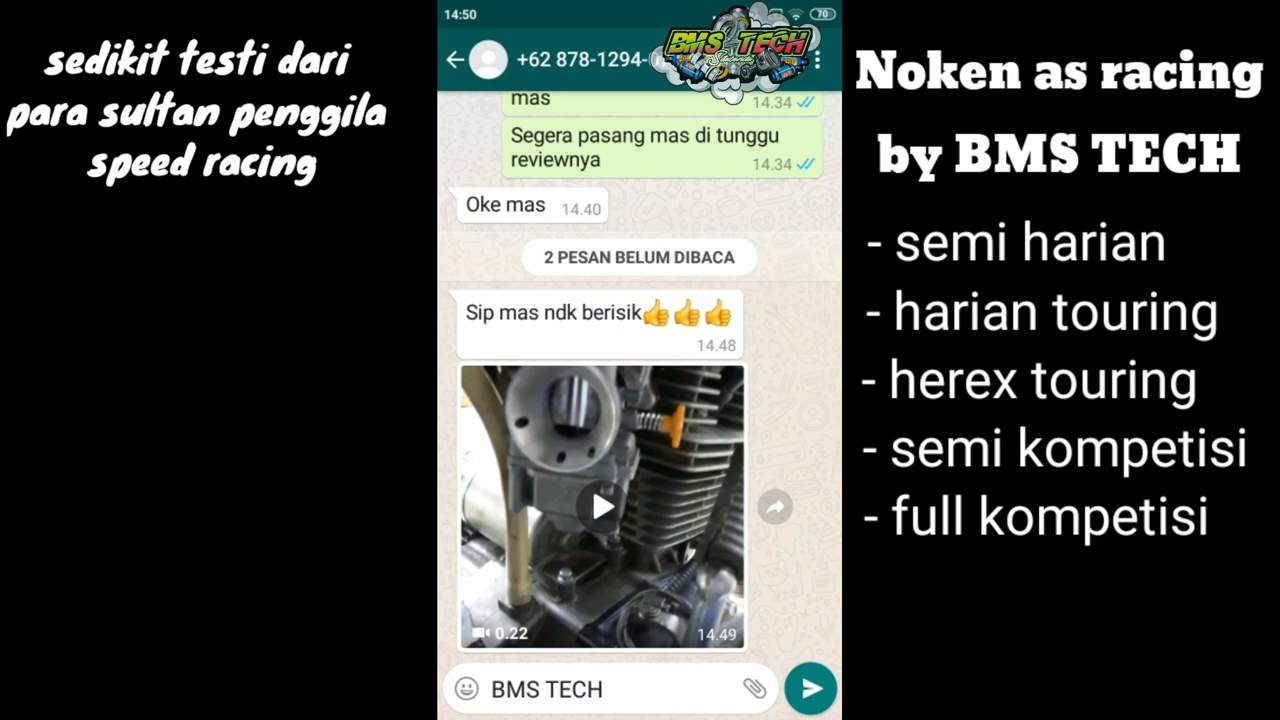 sedikit testi dari
para sultan penggila
speed racing
14:50
70
+62 878-1294-
BMS TECH
Situbondo
mas
14.34
Segera pasang mas di tunggu
reviewnya
14.34
Oke mas
14.40
2 PESAN BELUM DIBACA
Sip mas ndk berisik👍👍👍
14.48
0.22
14.49
BMS TECH
Noken as racing
by BMS TECH
- semi harian
- harian touring
- herex touring
- semi kompetisi
- full kompetisi